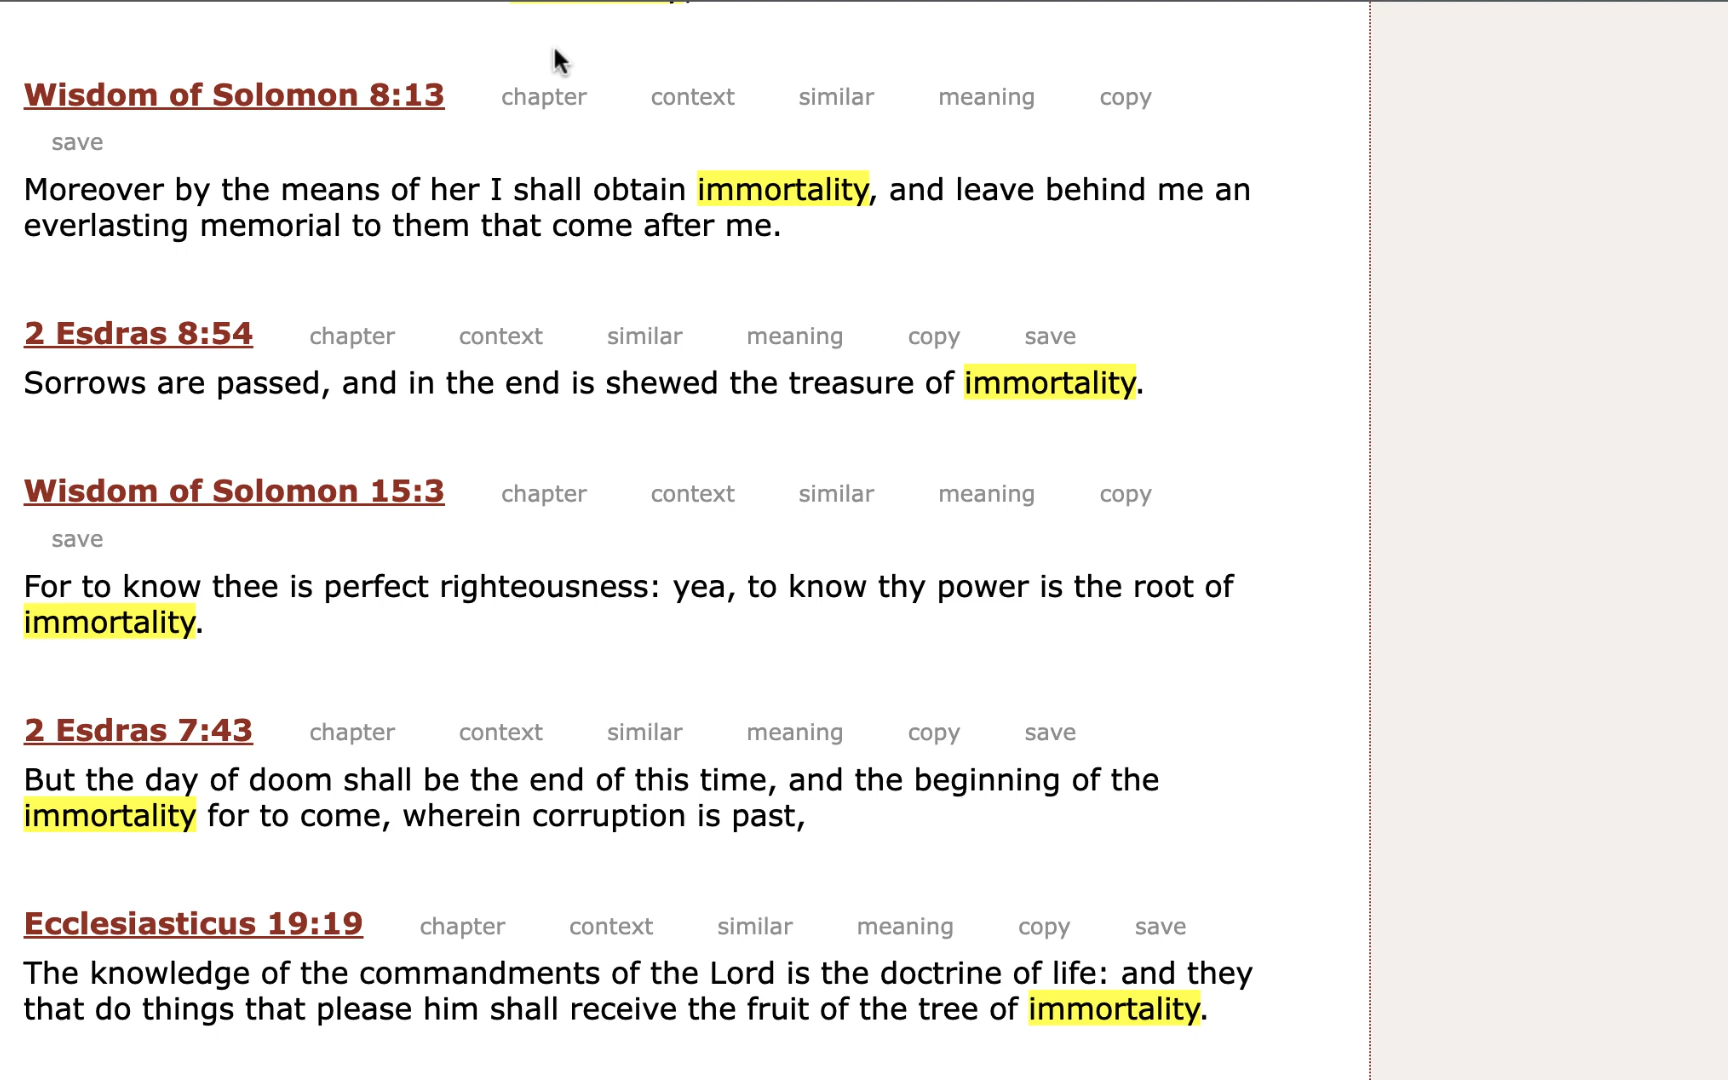 Wisdom of Solomon 8:13 chapter context similar meaning copy
save
Moreover by the means of her I shall obtain immortality, and leave behind me an
everlasting memorial to them that come after me.
2 Esdras 8:54 chapter context similar meaning copy save
Sorrows are passed, and in the end is shewed the treasure of immortality.
Wisdom of Solomon 15:3 chapter context similar meaning copy
save
For to know thee is perfect righteousness: yea, to know thy power is the root of
immortality.
2 Esdras 7:43 chapter context similar meaning copy save
But the day of doom shall be the end of this time, and the beginning of the
immortality for to come, wherein corruption is past,
Ecclesiasticus 19:19 chapter context similar meaning copy save
The knowledge of the commandments of the Lord is the doctrine of life: and they
that do things that please him shall receive the fruit of the tree of immortality.